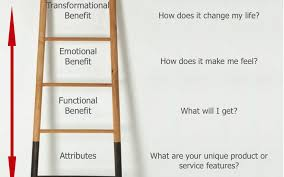 Transformational
Benefit
How does it change my life?
Emotional
Benefit
How does it make me feel?
Functional
Benefit
What will I get?
Attributes
What are your unique product or
service features?